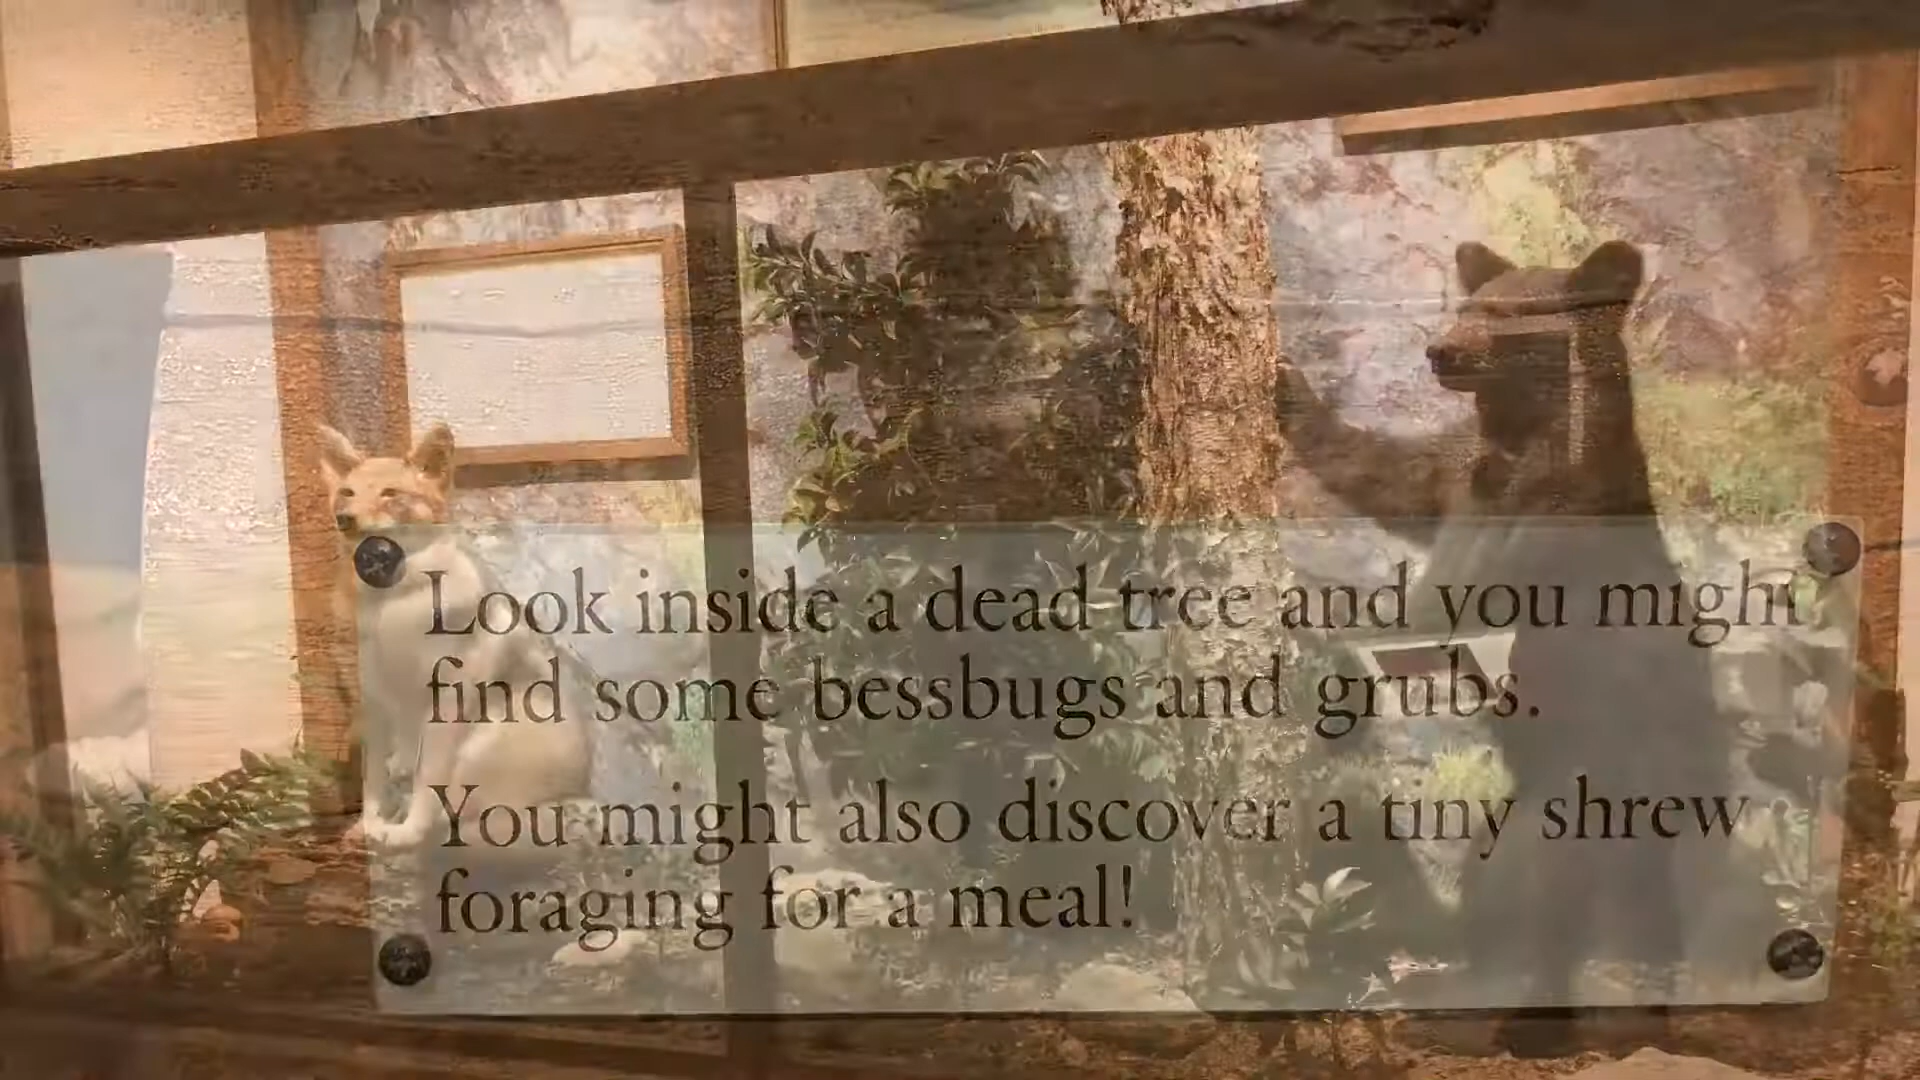 Look inside a dead tree and you might
find some bessbugs and grubs.
You might also discover a tiny shrew
foraging for a meal!